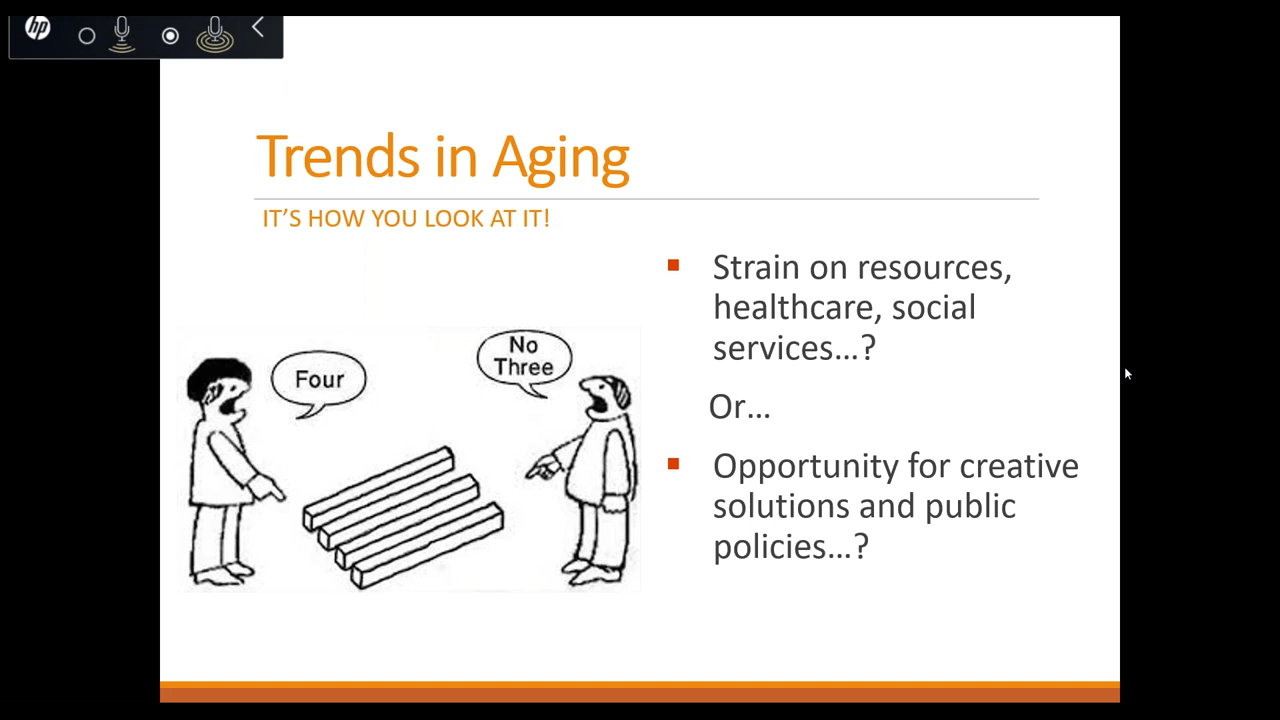 hp
Trends in Aging
IT’S HOW YOU LOOK AT IT!
Four
No
Three
▪ Strain on resources,
healthcare, social
services…?
Or…
▪ Opportunity for creative
solutions and public
policies…?